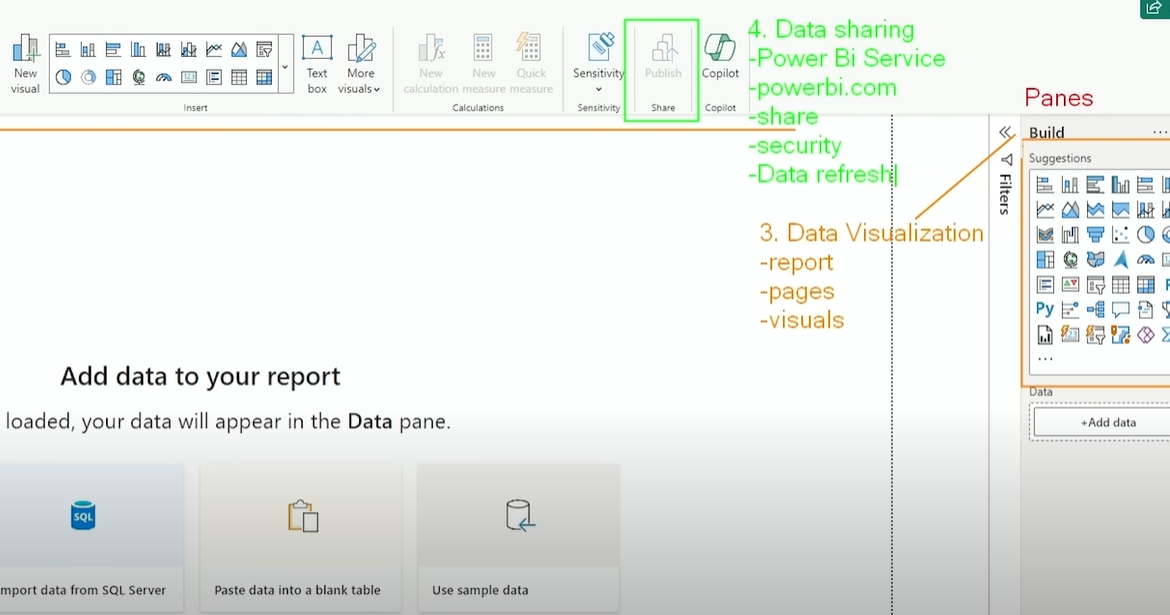 New visual
Text box
More visuals
New calculation
New measure
Quick measure
Sensitivity
Publish
Copilot
Insert
Calculations
Sensitivity
Share
Copilot
4. Data sharing
-Power Bi Service
-powerbi.com
-share
-security
-Data refresh
Panes
Build
...
Suggestions
Filters
3. Data Visualization
-report
-pages
-visuals
Py
...
Data
+Add data
Add data to your report
loaded, your data will appear in the Data pane.
SQL
mport data from SQL Server
Paste data into a blank table
Use sample data